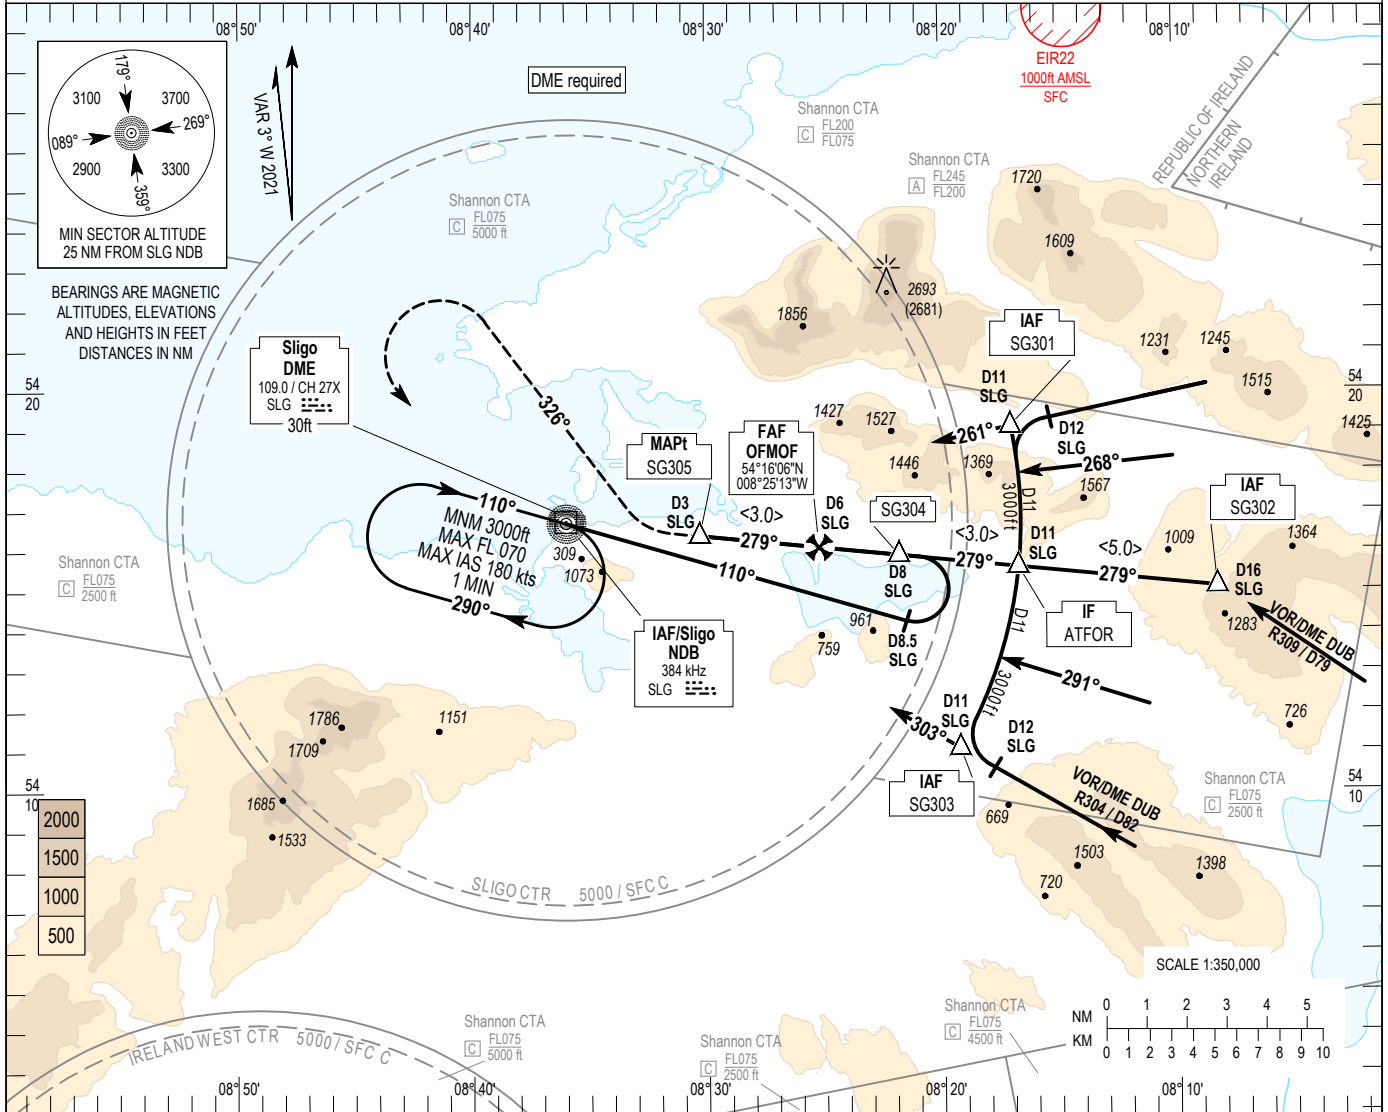 08°50'
08°40'
08°30'
08°20'
08°10'
179°
3100
3700
089°
269°
2900
3300
359°
MIN SECTOR ALTITUDE
25 NM FROM SLG NDB
VAR 3° W 2021
BEARINGS ARE MAGNETIC
ALTITUDES, ELEVATIONS
AND HEIGHTS IN FEET
DISTANCES IN NM
DME required
EIR22
1000ft AMSL
SFC
REPUBLIC OF IRELAND
NORTHERN
IRELAND
Shannon CTA
C
FL200
FL075
Shannon CTA
A
FL245
FL200
Shannon CTA
C
FL075
5000 ft
1720
1609
2693
(2681)
1856
1231
1245
1515
1425
54
20
54
20
IAF
SG301
D11
SLG
D12
SLG
261°
268°
Sligo
DME
109.0 / CH 27X
SLG
30ft
326°
MAPt
SG305
FAF
OFMOF
54°16'06"N
008°25'13"W
1427
1527
1446
1369
1567
D3
SLG
<3.0>
D6
SLG
SG304
<3.0>
D11
3000ft
D11
SLG
<5.0>
IAF
SG302
1009
1364
D16
SLG
1283
VOR/DME DUB
R309 / D79
726
279°
279°
279°
D8
SLG
110°
110°
MNM 3000ft
MAX FL 070
MAX IAS 180 kts
1 MIN
290°
309
1073
IAF/Sligo
NDB
384 kHz
SLG
961
759
D8.5
SLG
IF
ATFOR
D11
3000ft
291°
303°
D11
SLG
D12
SLG
IAF
SG303
VOR/DME DUB
R304 / D82
Shannon CTA
C
FL075
2500 ft
Shannon CTA
C
FL075
2500 ft
1786
1709
1151
1685
1533
54
10
54
10
669
1503
1398
720
2000
1500
1000
500
SLIGO CTR 5000 / SFC C
IRELAND WEST CTR 5000 / SFC C
Shannon CTA
C
FL075
5000 ft
Shannon CTA
C
FL075
2500 ft
Shannon CTA
C
FL075
4500 ft
SCALE 1:350,000
NM 0 1 2 3 4 5
KM 0 1 2 3 4 5 6 7 8 9 10
08°50'
08°40'
08°30'
08°20'
08°10'